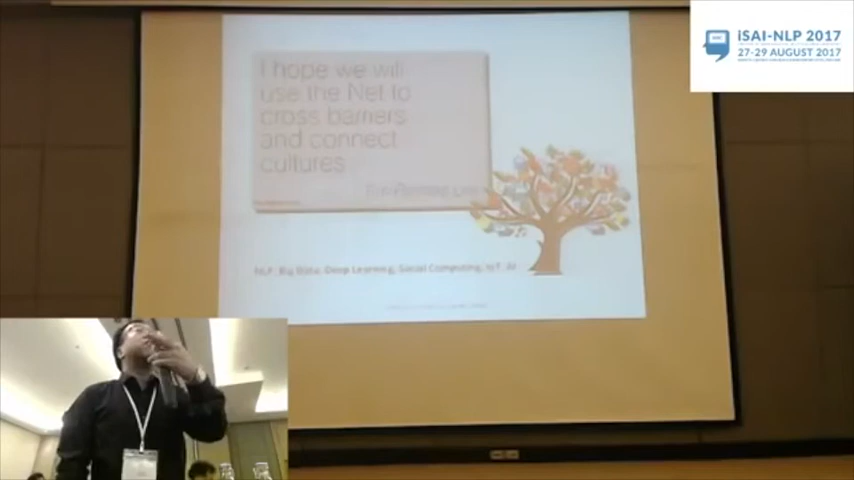 iSAI-NLP 2017
27-29 AUGUST 2017
I hope we will
use the Net to
cross barriers
and connect
cultures
NLP, Big Data, Deep Learning, Social Computing, IoT, AI